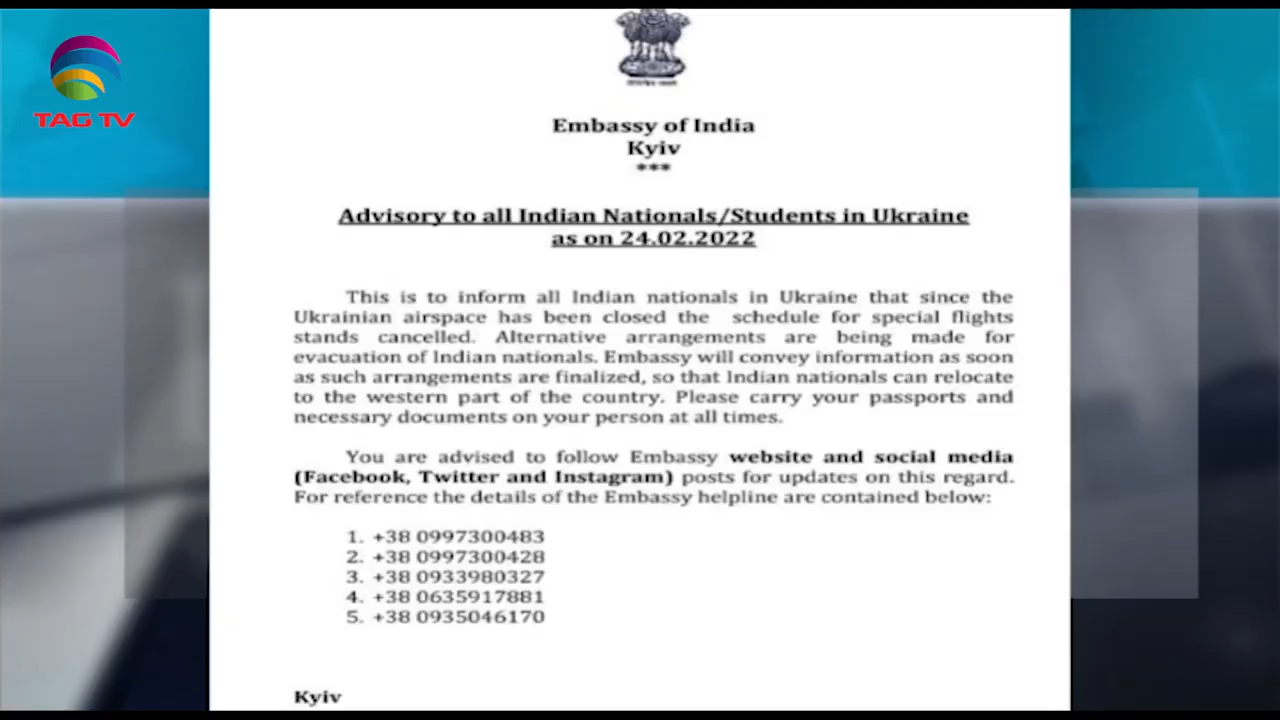 TAG TV
Embassy of India
Kyiv
***
Advisory to all Indian Nationals/Students in Ukraine
as on 24.02.2022
This is to inform all Indian nationals in Ukraine that since the
Ukrainian airspace has been closed the schedule for special flights
stands cancelled. Alternative arrangements are being made for
evacuation of Indian nationals. Embassy will convey information as soon
as such arrangements are finalized, so that Indian nationals can relocate
to the western part of the country. Please carry your passports and
necessary documents on your person at all times.
You are advised to follow Embassy website and social media
(Facebook, Twitter and Instagram) posts for updates on this regard.
For reference the details of the Embassy helpline are contained below:
1. +38 0997300483
2. +38 0997300428
3. +38 0933980327
4. +38 0635917881
5. +38 0935046170
Kyiv